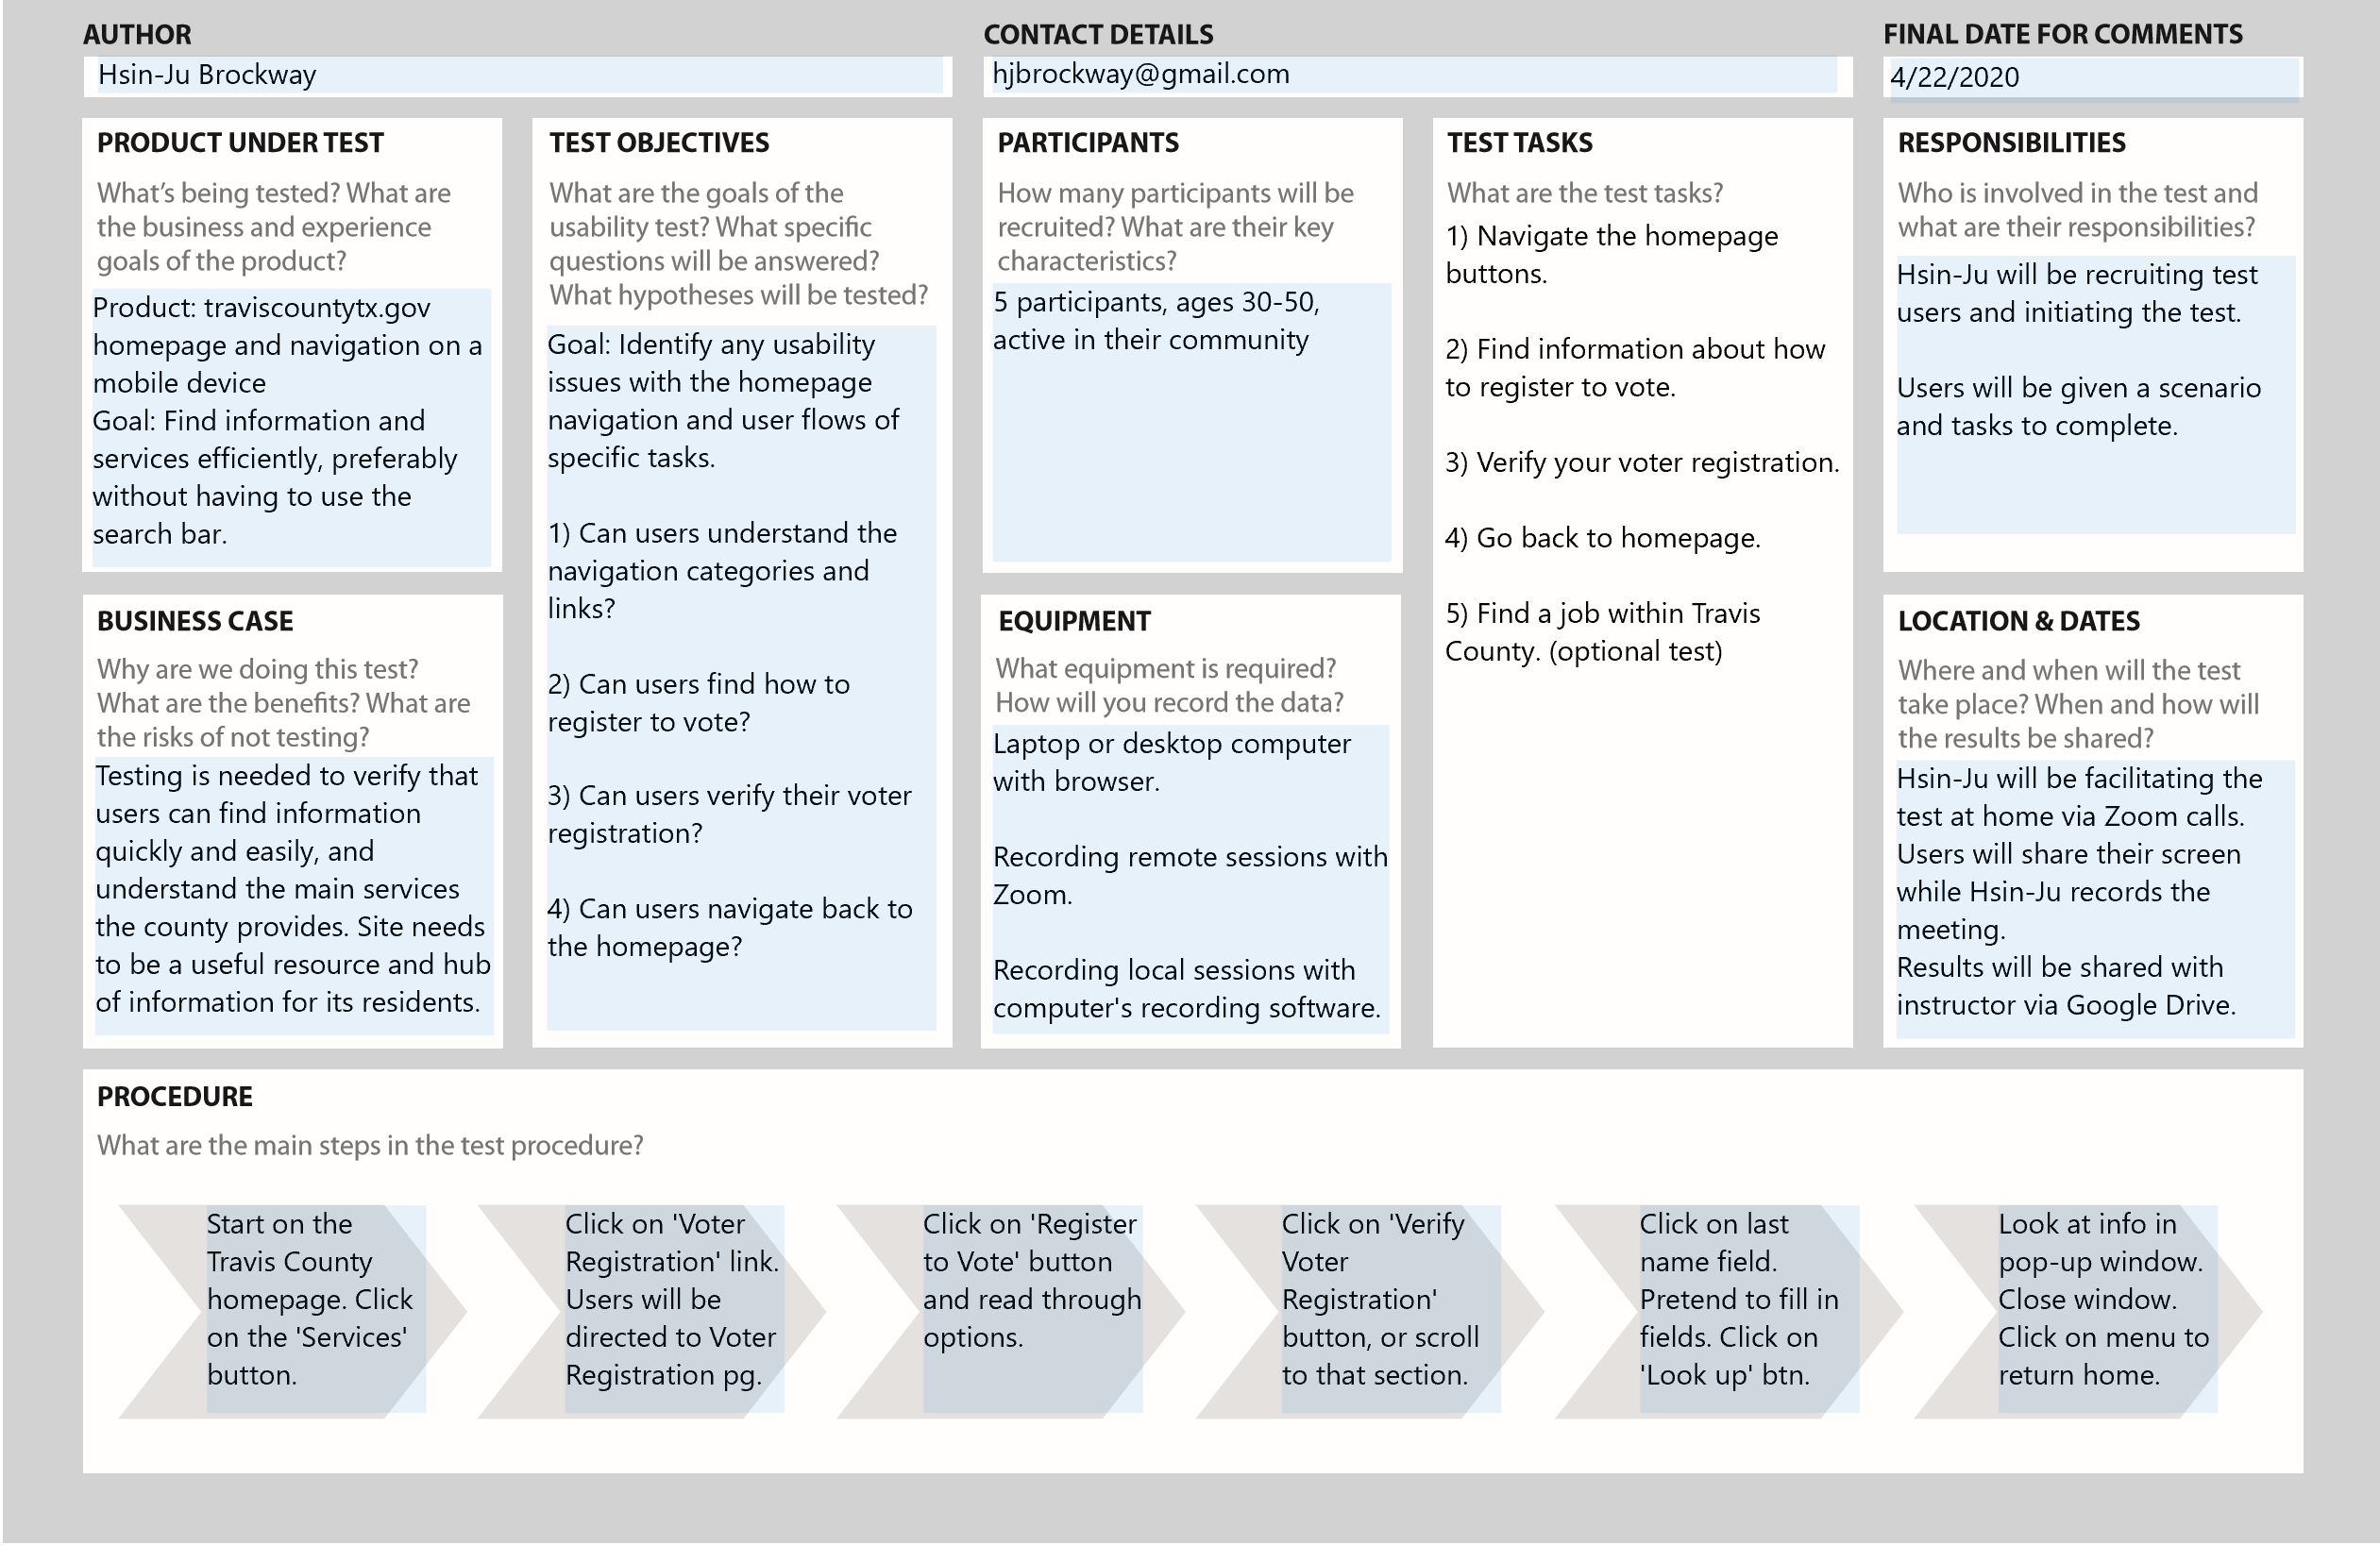 AUTHOR
Hsin-Ju Brockway
CONTACT DETAILS
hjbrockway@gmail.com
FINAL DATE FOR COMMENTS
4/22/2020
PRODUCT UNDER TEST
What's being tested? What are
the business and experience
goals of the product?
Product: traviscountytx.gov
homepage and navigation on a
mobile device
Goal: Find information and
services efficiently, preferably
without having to use the
search bar.
BUSINESS CASE
Why are we doing this test?
What are the benefits? What are
the risks of not testing?
Testing is needed to verify that
users can find information
quickly and easily, and
understand the main services
the county provides. Site needs
to be a useful resource and hub
of information for its residents.
TEST OBJECTIVES
What are the goals of the
usability test? What specific
questions will be answered?
What hypotheses will be tested?
Goal: Identify any usability
issues with the homepage
navigation and user flows of
specific tasks.
1) Can users understand the
navigation categories and
links?
2) Can users find how to
register to vote?
3) Can users verify their voter
registration?
4) Can users navigate back to
the homepage?
PARTICIPANTS
How many participants will be
recruited? What are their key
characteristics?
5 participants, ages 30-50,
active in their community
EQUIPMENT
What equipment is required?
How will you record the data?
Laptop or desktop computer
with browser.
Recording remote sessions with
Zoom.
Recording local sessions with
computer's recording software.
TEST TASKS
What are the test tasks?
1) Navigate the homepage
buttons.
2) Find information about how
to register to vote.
3) Verify your voter registration.
4) Go back to homepage.
5) Find a job within Travis
County. (optional test)
RESPONSIBILITIES
Who is involved in the test and
what are their responsibilities?
Hsin-Ju will be recruiting test
users and initiating the test.
Users will be given a scenario
and tasks to complete.
LOCATION & DATES
Where and when will the test
take place? When and how will
the results be shared?
Hsin-Ju will be facilitating the
test at home via Zoom calls.
Users will share their screen
while Hsin-Ju records the
meeting.
Results will be shared with
instructor via Google Drive.
PROCEDURE
What are the main steps in the test procedure?
Start on the
Travis County
homepage. Click
on the 'Services'
button.
Click on 'Voter
Registration' link.
Users will be
directed to Voter
Registration pg.
Click on 'Register
to Vote' button
and read through
options.
Click on 'Verify
Voter
Registration'
button, or scroll
to that section.
Click on last
name field.
Pretend to fill in
fields. Click on
'Look up' btn.
Look at info in
pop-up window.
Close window.
Click on menu to
return home.